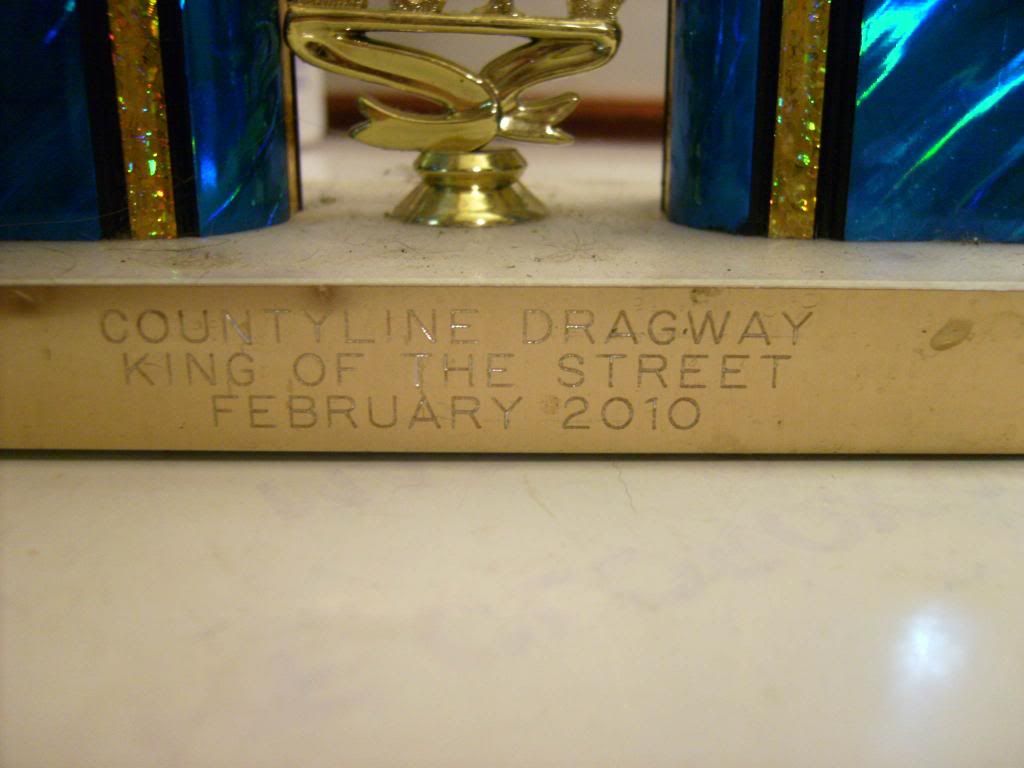 COUNTYLINE DRAGWAY
KING OF THE STREET
FEBRUARY 2010